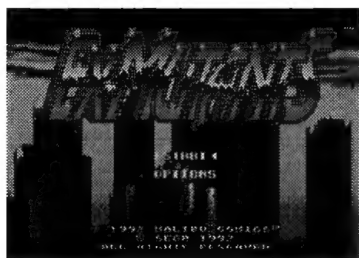 EX-MUTANTS
START
OPTIONS
1992 MALIBU COMICS
© SEGA 1992
ALL RIGHTS RESERVED